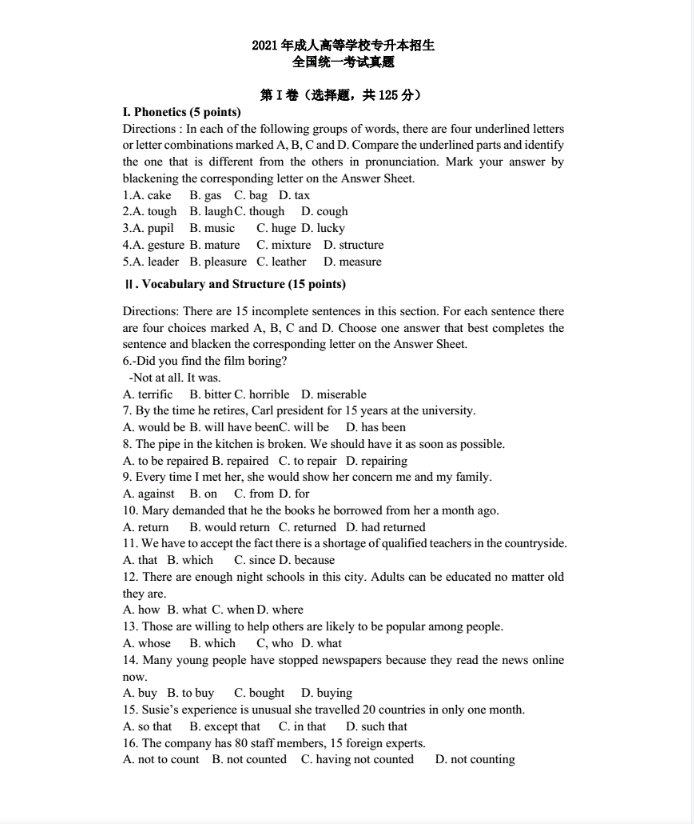 2021 年成人高等学校专升本招生
全国统一考试真题
第 I 卷（选择题，共 125 分）
I. Phonetics (5 points)
Directions : In each of the following groups of words, there are four underlined letters
or letter combinations marked A, B, C and D. Compare the underlined parts and identify
the one that is different from the others in pronunciation. Mark your answer by
blackening the corresponding letter on the Answer Sheet.
1.A. cake B. gas C. bag D. tax
2.A. tough B. laughC. though D. cough
3.A. pupil B. music C. huge D. lucky
4.A. gesture B. mature C. mixture D. structure
5.A. leader B. pleasure C. leather D. measure
Ⅱ. Vocabulary and Structure (15 points)
Directions: There are 15 incomplete sentences in this section. For each sentence there
are four choices marked A, B, C and D. Choose one answer that best completes the
sentence and blacken the corresponding letter on the Answer Sheet.
6.-Did you find the film boring?
-Not at all. It was.
A. terrific B. bitter C. horrible D. miserable
7. By the time he retires, Carl president for 15 years at the university.
A. would be B. will have beenC. will be D. has been
8. The pipe in the kitchen is broken. We should have it as soon as possible.
A. to be repaired B. repaired C. to repair D. repairing
9. Every time I met her, she would show her concern me and my family.
A. against B. on C. from D. for
10. Mary demanded that he the books he borrowed from her a month ago.
A. return B. would return C. returned D. had returned
11. We have to accept the fact there is a shortage of qualified teachers in the countryside.
A. that B. which C. since D. because
12. There are enough night schools in this city. Adults can be educated no matter old
they are.
A. how B. what C. when D. where
13. Those are willing to help others are likely to be popular among people.
A. whose B. which C, who D. what
14. Many young people have stopped newspapers because they read the news online
now.
A. buy B. to buy C. bought D. buying
15. Susie's experience is unusual she travelled 20 countries in only one month.
A. so that B. except that C. in that D. such that
16. The company has 80 staff members, 15 foreign experts.
A. not to count B. not counted C. having not counted D. not counting